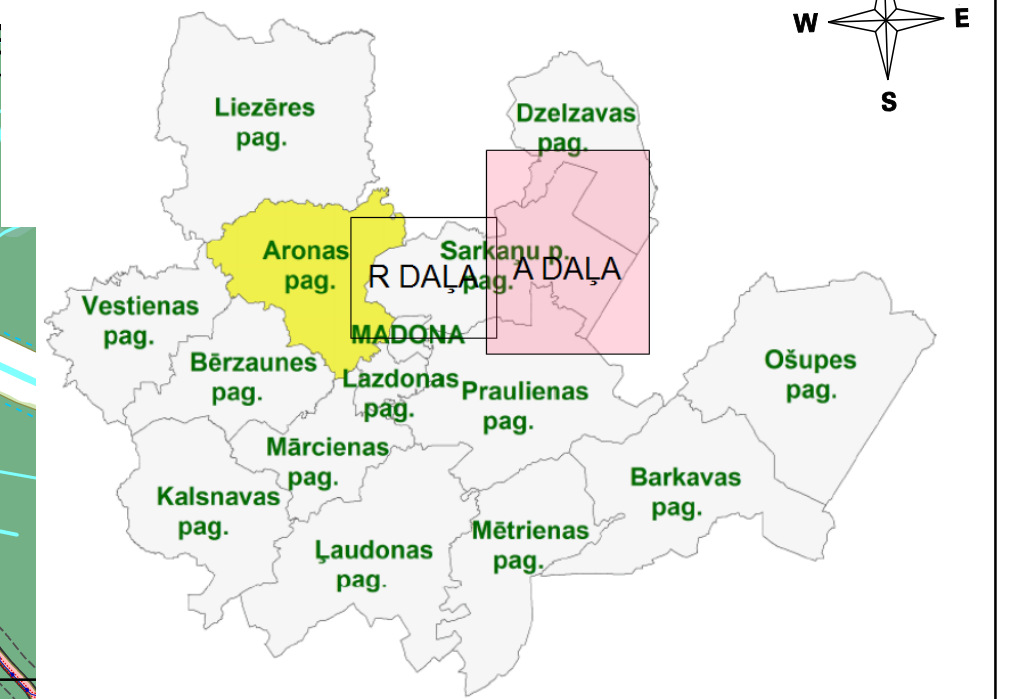 W
E
S
Liezēres
pag.
Dzelzavas
pag.
Aronas
pag.
Sarkaņu p.
pag.
R DAĻA
A DAĻA
Vestienas
pag.
MADONA
Bērzaunes
pag.
Lazdonas
pag.
Praulienas
pag.
Ošupes
pag.
Mārcienas
pag.
Kalsnavas
pag.
Barkavas
pag.
Ļaudonas
pag.
Mētrienas
pag.